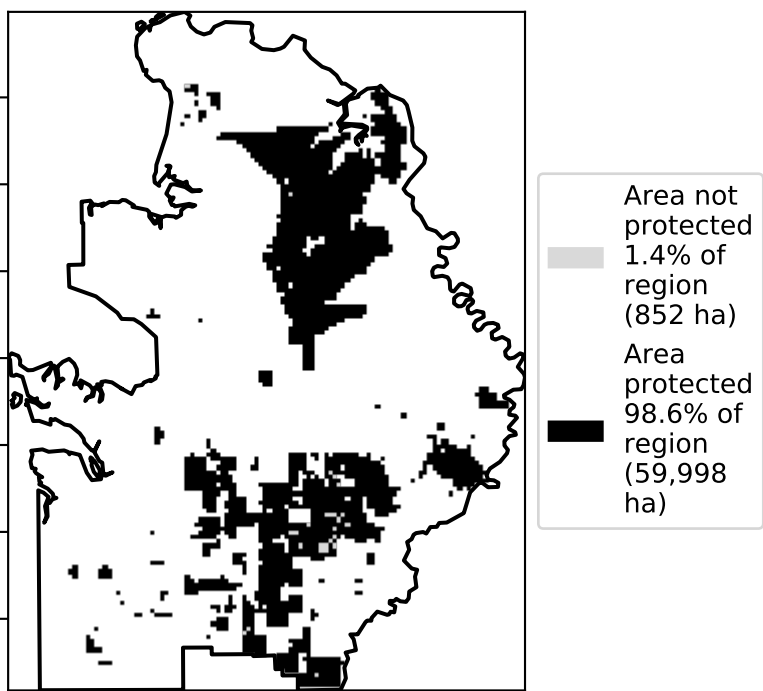 Area not
protected
1.4% of
region
(852 ha)
Area
protected
98.6% of
region
(59,998
ha)